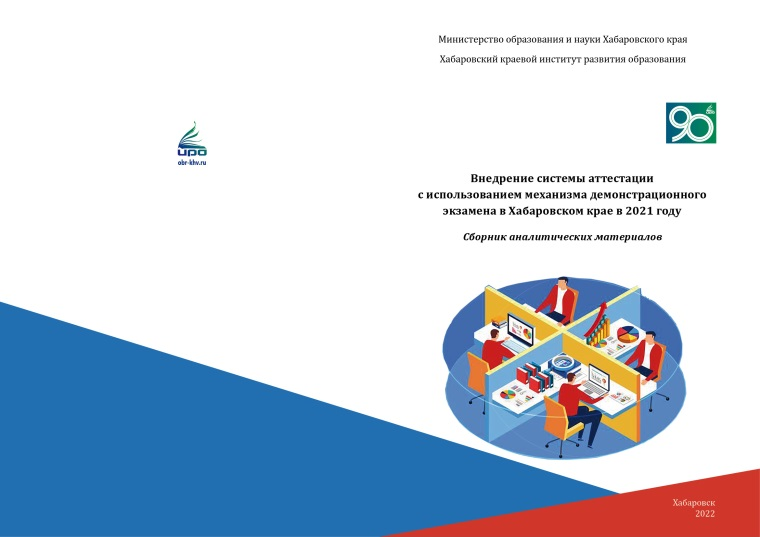 Министерство образования и науки Хабаровского края
Хабаровский краевой институт развития образования
90
ИРО
obr-khv.ru
Внедрение системы аттестации
с использованием механизма демонстрационного
экзамена в Хабаровском крае в 2021 году
Сборник аналитических материалов
Хабаровск
2022